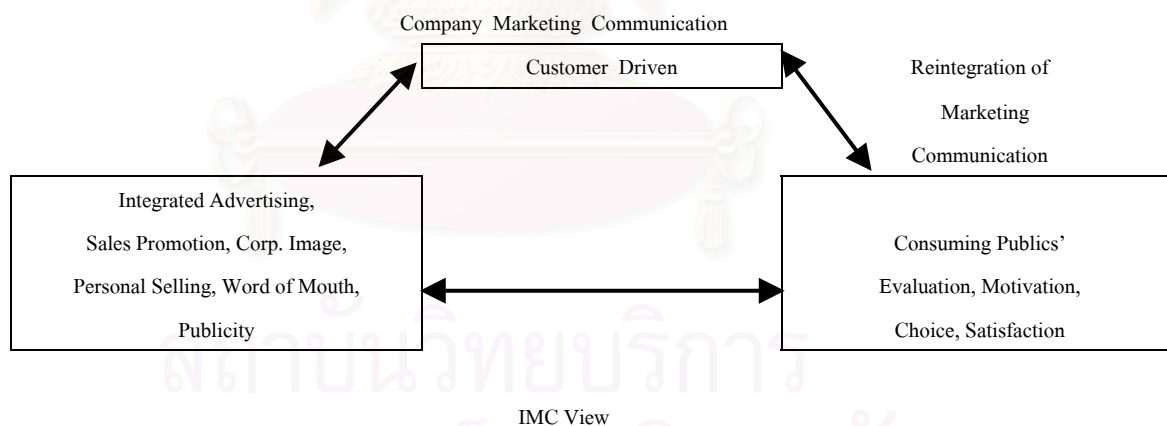 Company Marketing Communication
Customer Driven
Reintegration of
Marketing
Communication
Integrated Advertising,
Sales Promotion, Corp. Image,
Personal Selling, Word of Mouth,
Publicity
Consuming Publics’
Evaluation, Motivation,
Choice, Satisfaction
สถาบันวิทยบริการ
IMC View